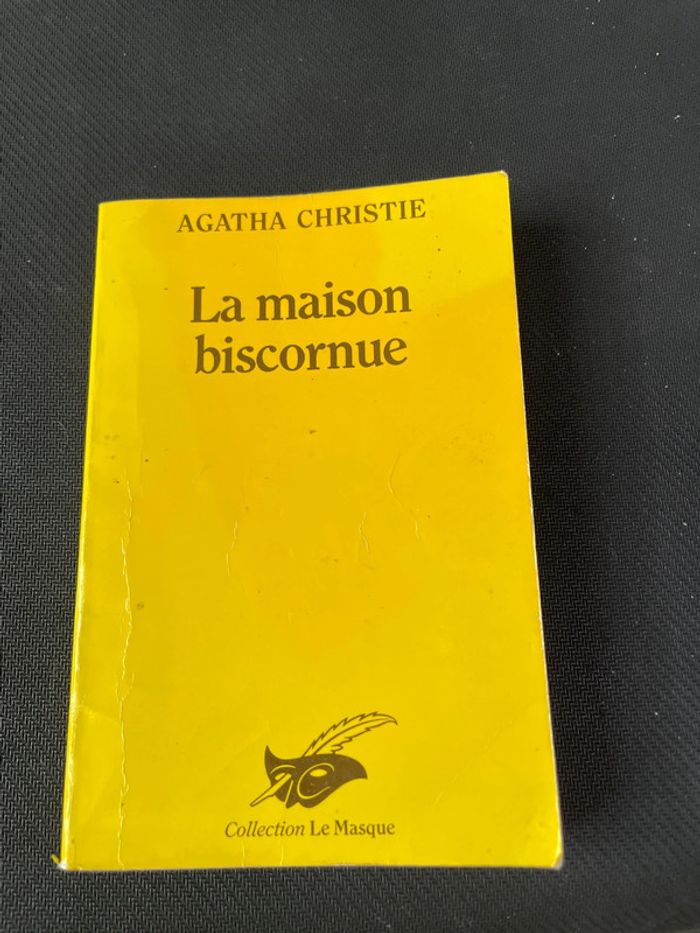 AGATHA CHRISTIE
La maison
biscornue
Collection Le Masque